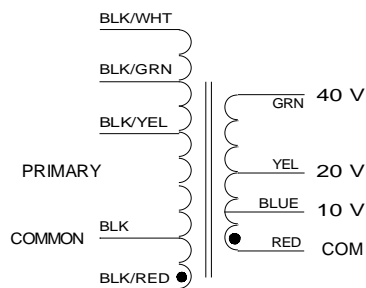 BLK/WHT
BLK/GRN
BLK/YEL
PRIMARY
COMMON BLK
BLK/RED
GRN 40 V
YEL 20 V
BLUE 10 V
RED COM